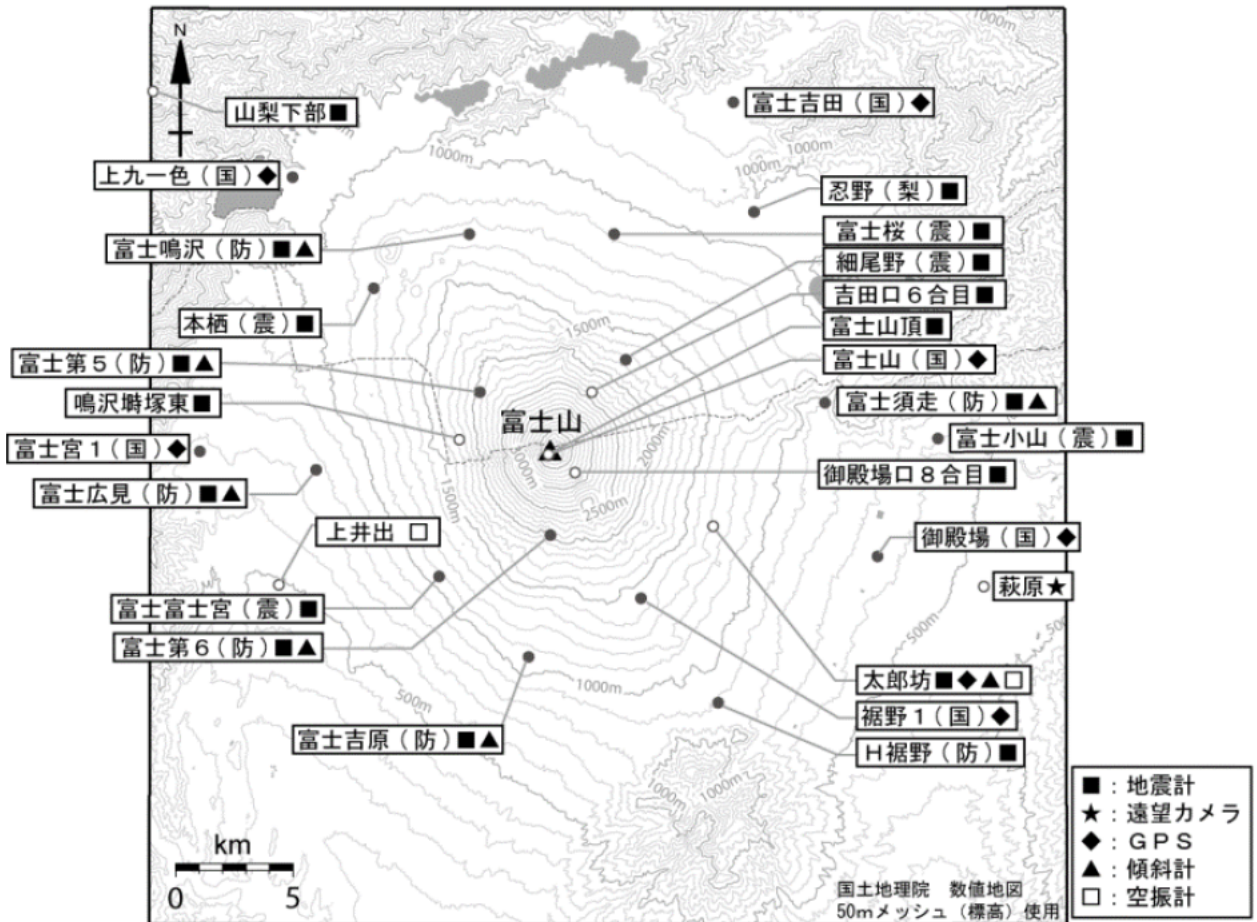 N
1000m
山梨下部■
富士吉田（国）◆
1000m
1000m
1000m
上九一色（国）◆
忍野（梨）■
富士鳴沢（防）■▲
富士桜（震）■
細尾野（震）■
吉田口6合目■
本栖（震）■
1500m
富士山頂■
富士第5（防）■▲
富士山（国）◆
鳴沢塒塚東■
富士須走（防）■▲
富士山
富士宮1（国）◆
富士小山（震）■
2000m
3000m
富士広見（防）■▲
御殿場口8合目■
1500m
2500m
上井出 □
御殿場（国）◆
萩原★
富士富士宮（震）■
500m
富士第6（防）■▲
太郎坊■◆▲□
1000m
500m
裾野1（国）◆
富士吉原（防）■▲
H裾野（防）■
1000m
1000m
■：地震計
★：遠望カメラ
◆：GPS
▲：傾斜計
□：空振計
km
0 5
国土地理院 数値地図
50mメッシュ（標高）使用